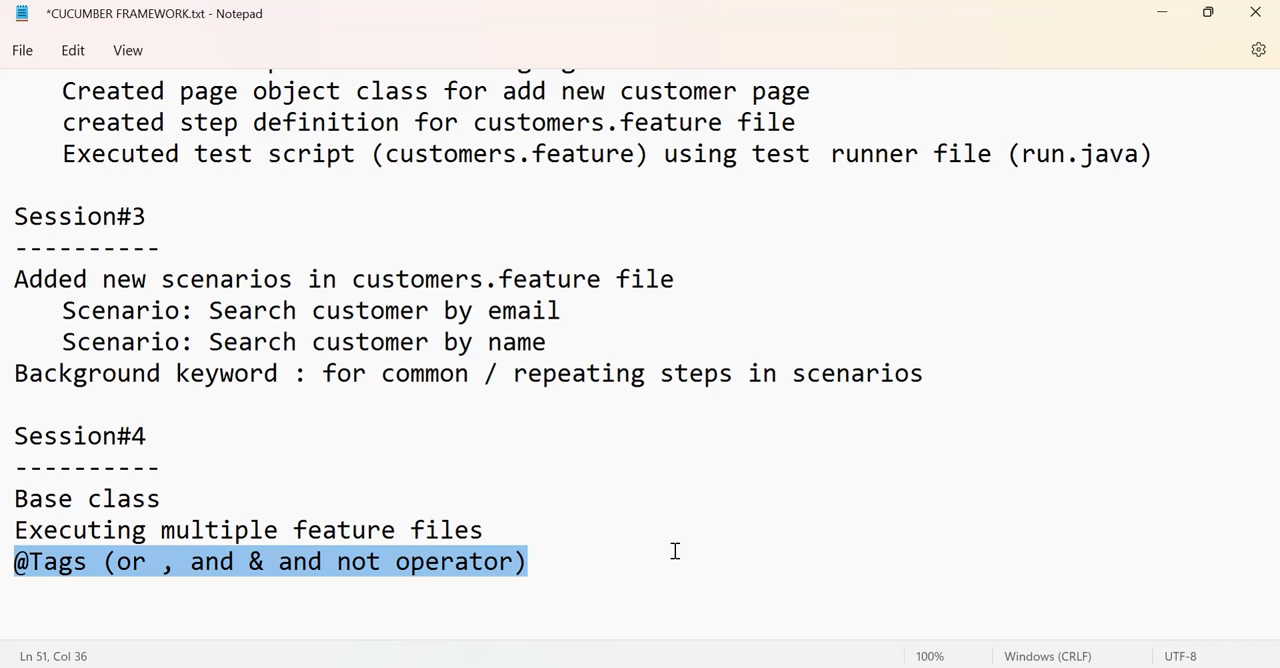 *CUCUMBER FRAMEWORK.txt - Notepad
File Edit View
Created page object class for add new customer page
created step definition for customers.feature file
Executed test script (customers.feature) using test runner file (run.java)
Session#3
----------
Added new scenarios in customers.feature file
Scenario: Search customer by email
Scenario: Search customer by name
Background keyword : for common / repeating steps in scenarios
Session#4
----------
Base class
Executing multiple feature files
@Tags (or , and & and not operator)
Ln 51, Col 36 100% Windows (CRLF) UTF-8